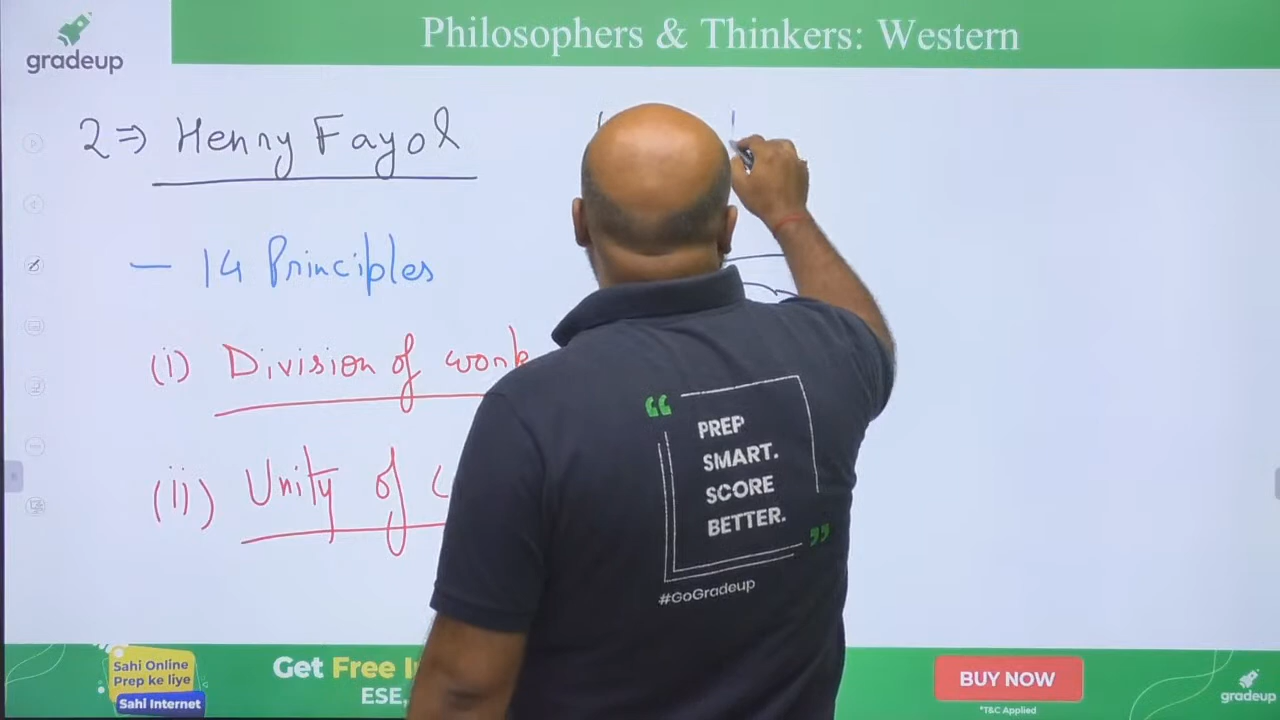 gradeup
Philosophers & Thinkers: Western
2 ⇒ Henny Fayol
— 14 Principles
(i) Division of work
(ii) Unity of
“ PREP
SMART.
SCORE
BETTER. ”
#GoGradeup
Sahi Online
Prep ke liye
Sahi Internet
Get Free
ESE,
BUY NOW
*T&C Applied
gradeup